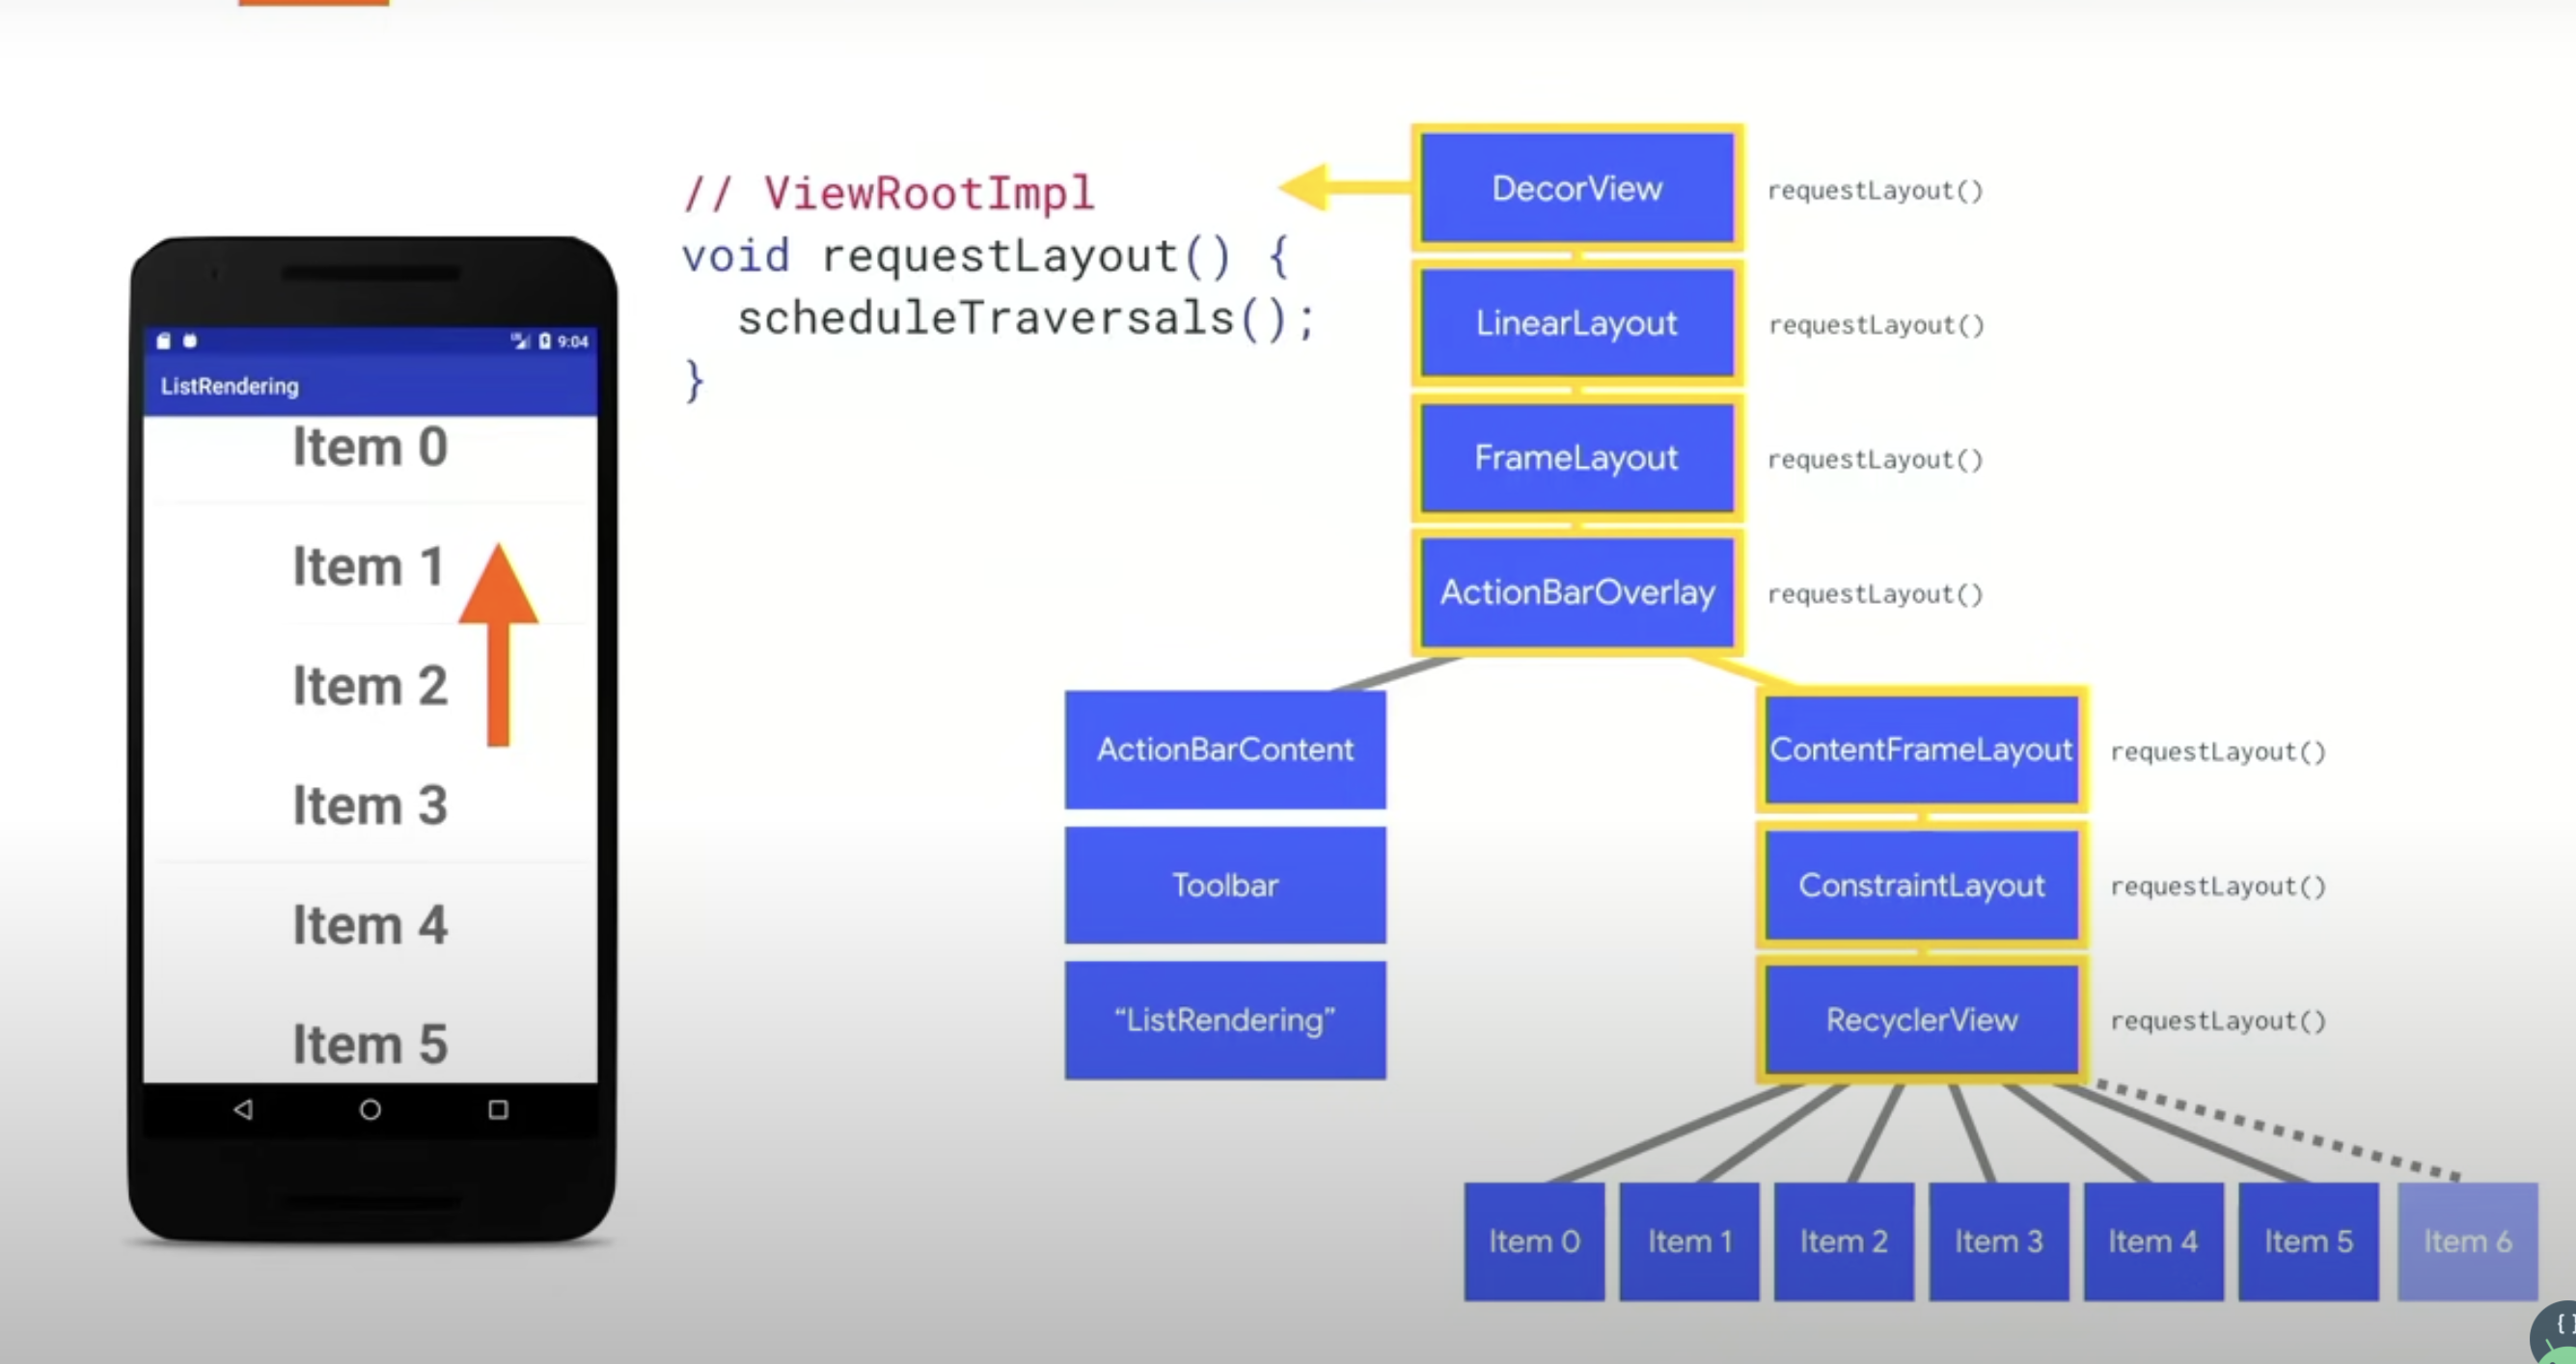 // ViewRootImpl
void requestLayout() {
scheduleTraversals();
}
9:04
ListRendering
Item 0
Item 1
Item 2
Item 3
Item 4
Item 5
DecorView requestLayout()
LinearLayout requestLayout()
FrameLayout requestLayout()
ActionBarOverlay requestLayout()
ActionBarContent
Toolbar
“ListRendering”
ContentFrameLayout requestLayout()
ConstraintLayout requestLayout()
RecyclerView requestLayout()
Item 0 Item 1 Item 2 Item 3 Item 4 Item 5 Item 6